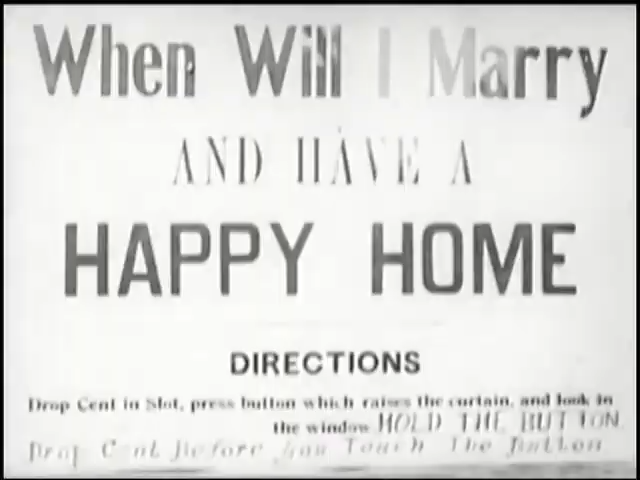 When Will I Marry
AND HAVE A
HAPPY HOME
DIRECTIONS
Drop Cent in Slot, press button which raises the curtain, and look in
the window HOLD THE BUTTON
Drop Cent Before You Touch The Button